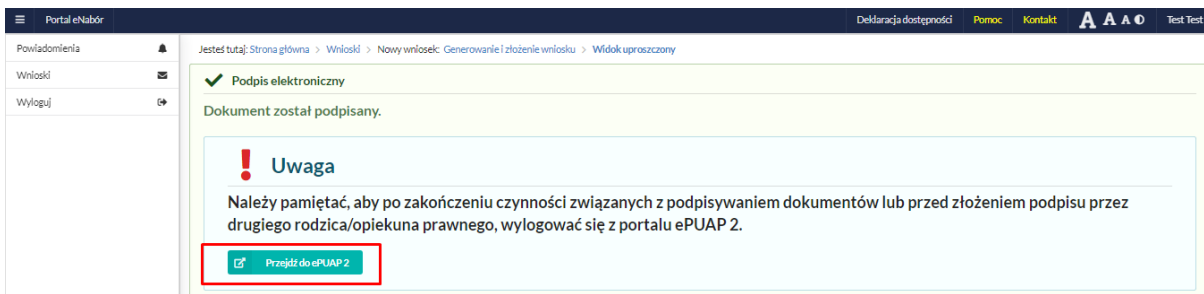 Portal eNabór
Deklaracja dostępności Pomoc Kontakt A A A Test Test
Powiadomienia
Wnioski
Wyloguj
Jesteś tutaj: Strona główna > Wnioski > Nowy wniosek: Generowanie i złożenie wniosku > Widok uproszczony
Podpis elektroniczny
Dokument został podpisany.
Uwaga
Należy pamiętać, aby po zakończeniu czynności związanych z podpisywaniem dokumentów lub przed złożeniem podpisu przez
drugiego rodzica/opiekuna prawnego, wylogować się z portalu ePUAP 2.
Przejdź do ePUAP 2